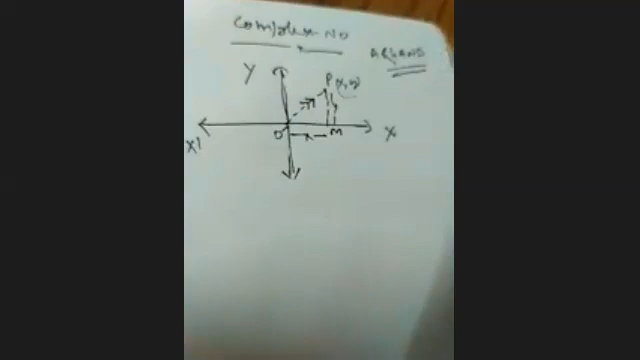 Complex NO
ARGAND
Y
P(x, y)
X'
O
x
M
X